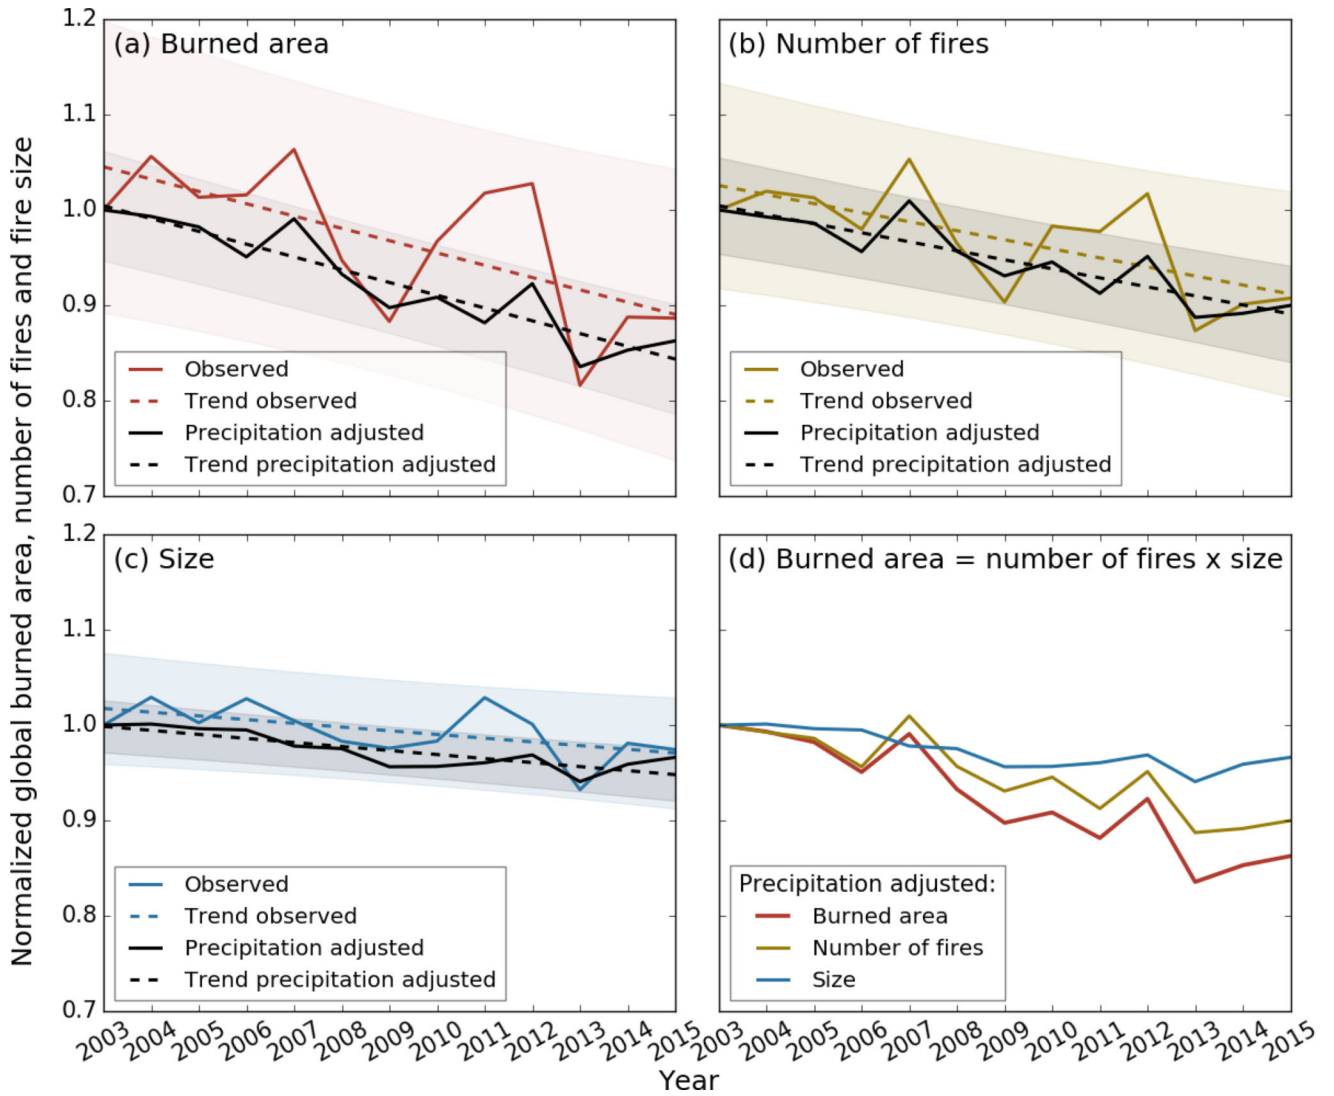 Normalized global burned area, number of fires and fire size
(a) Burned area
1.2
1.1
1.0
0.9
0.8
0.7
Observed
Trend observed
Precipitation adjusted
Trend precipitation adjusted
(b) Number of fires
Observed
Trend observed
Precipitation adjusted
Trend precipitation adjusted
(c) Size
1.2
1.1
1.0
0.9
0.8
0.7
Observed
Trend observed
Precipitation adjusted
Trend precipitation adjusted
2003 2004 2005 2006 2007 2008 2009 2010 2011 2012 2013 2014 2015
(d) Burned area = number of fires x size
Precipitation adjusted:
Burned area
Number of fires
Size
2003 2004 2005 2006 2007 2008 2009 2010 2011 2012 2013 2014 2015
Year